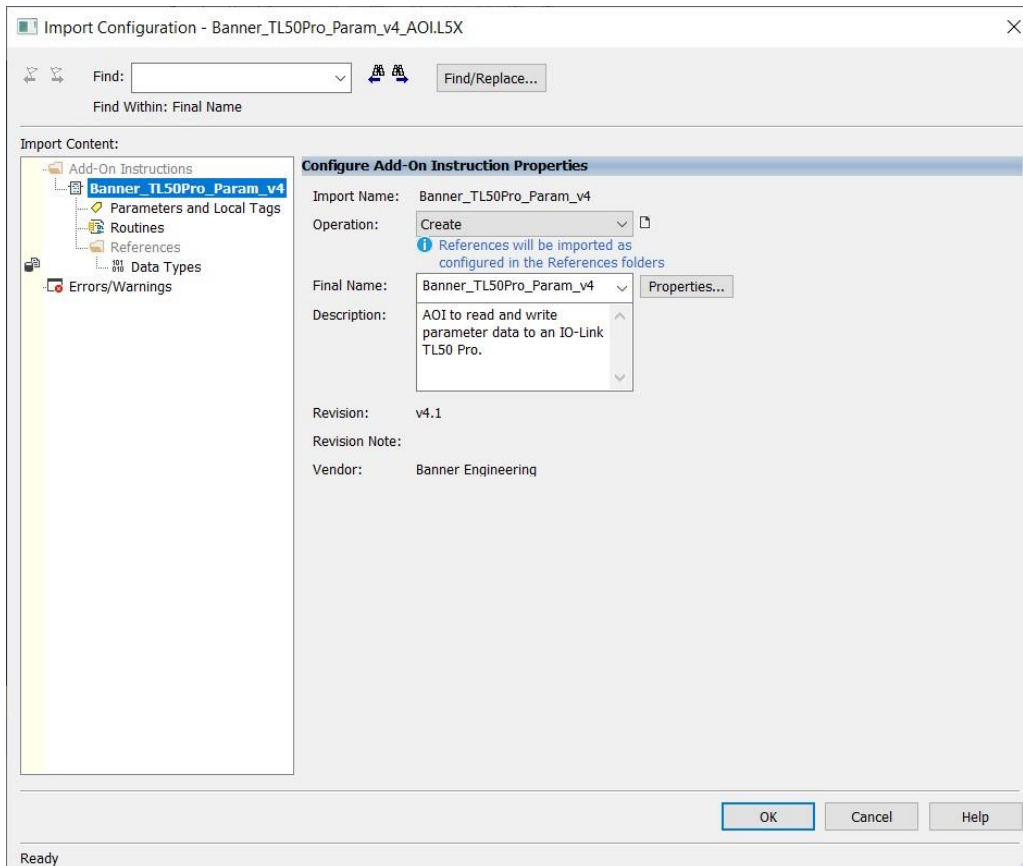 Import Configuration - Banner_TL50Pro_Param_v4_AOI.L5X
Find:
Find/Replace...
Find Within: Final Name
Import Content:
Add-On Instructions
Banner_TL50Pro_Param_v4
Parameters and Local Tags
Routines
References
Data Types
Errors/Warnings
Configure Add-On Instruction Properties
Import Name: Banner_TL50Pro_Param_v4
Operation: Create
References will be imported as
configured in the References folders
Final Name: Banner_TL50Pro_Param_v4 Properties...
Description: AOI to read and write
parameter data to an IO-Link
TL50 Pro.
Revision: v4.1
Revision Note:
Vendor: Banner Engineering
OK Cancel Help
Ready